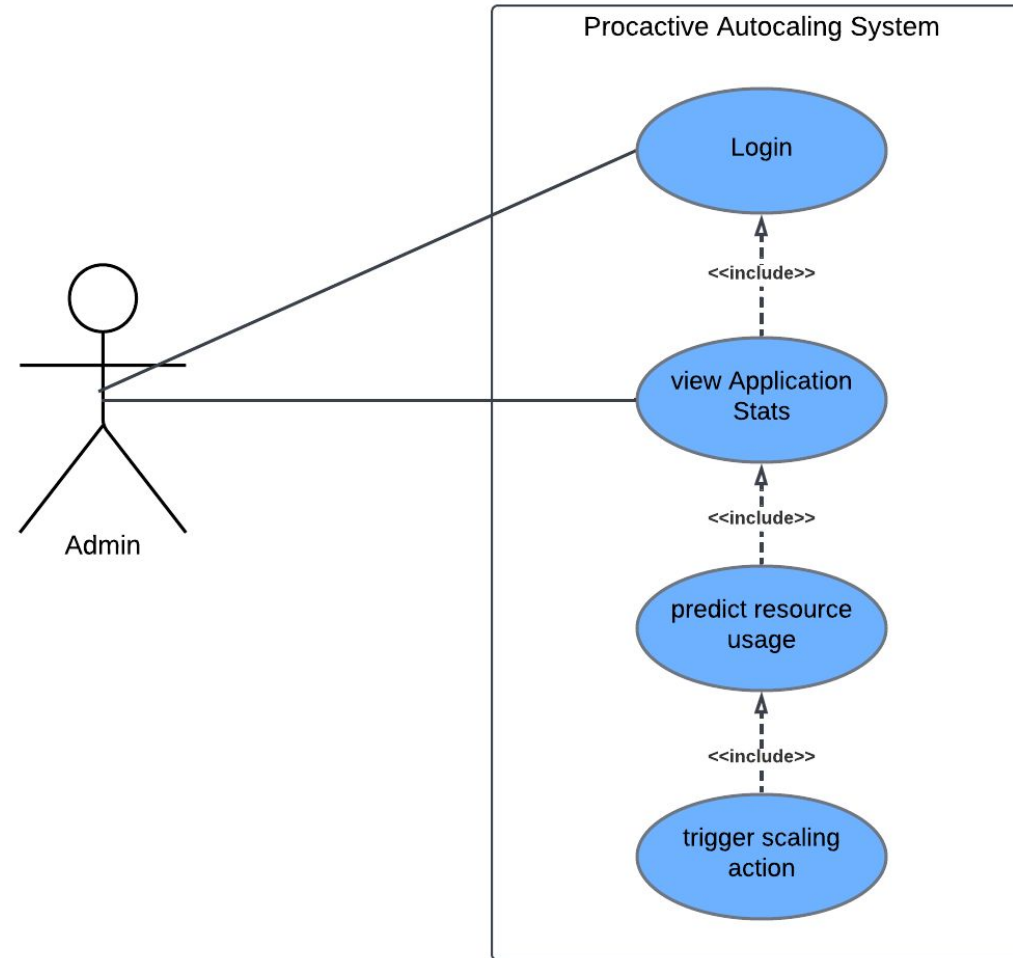 Procactive Autocaling System
Login
<<include>>
view Application
Stats
<<include>>
predict resource
usage
<<include>>
trigger scaling
action
Admin